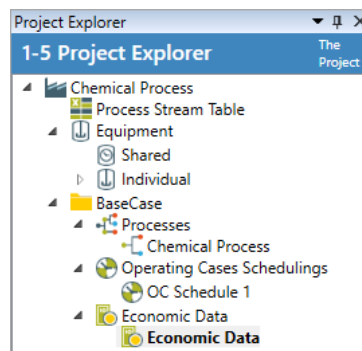 Project Explorer
1-5 Project Explorer
The
Project
Chemical Process
Process Stream Table
Equipment
Shared
Individual
BaseCase
Processes
Chemical Process
Operating Cases Schedulings
OC Schedule 1
Economic Data
Economic Data